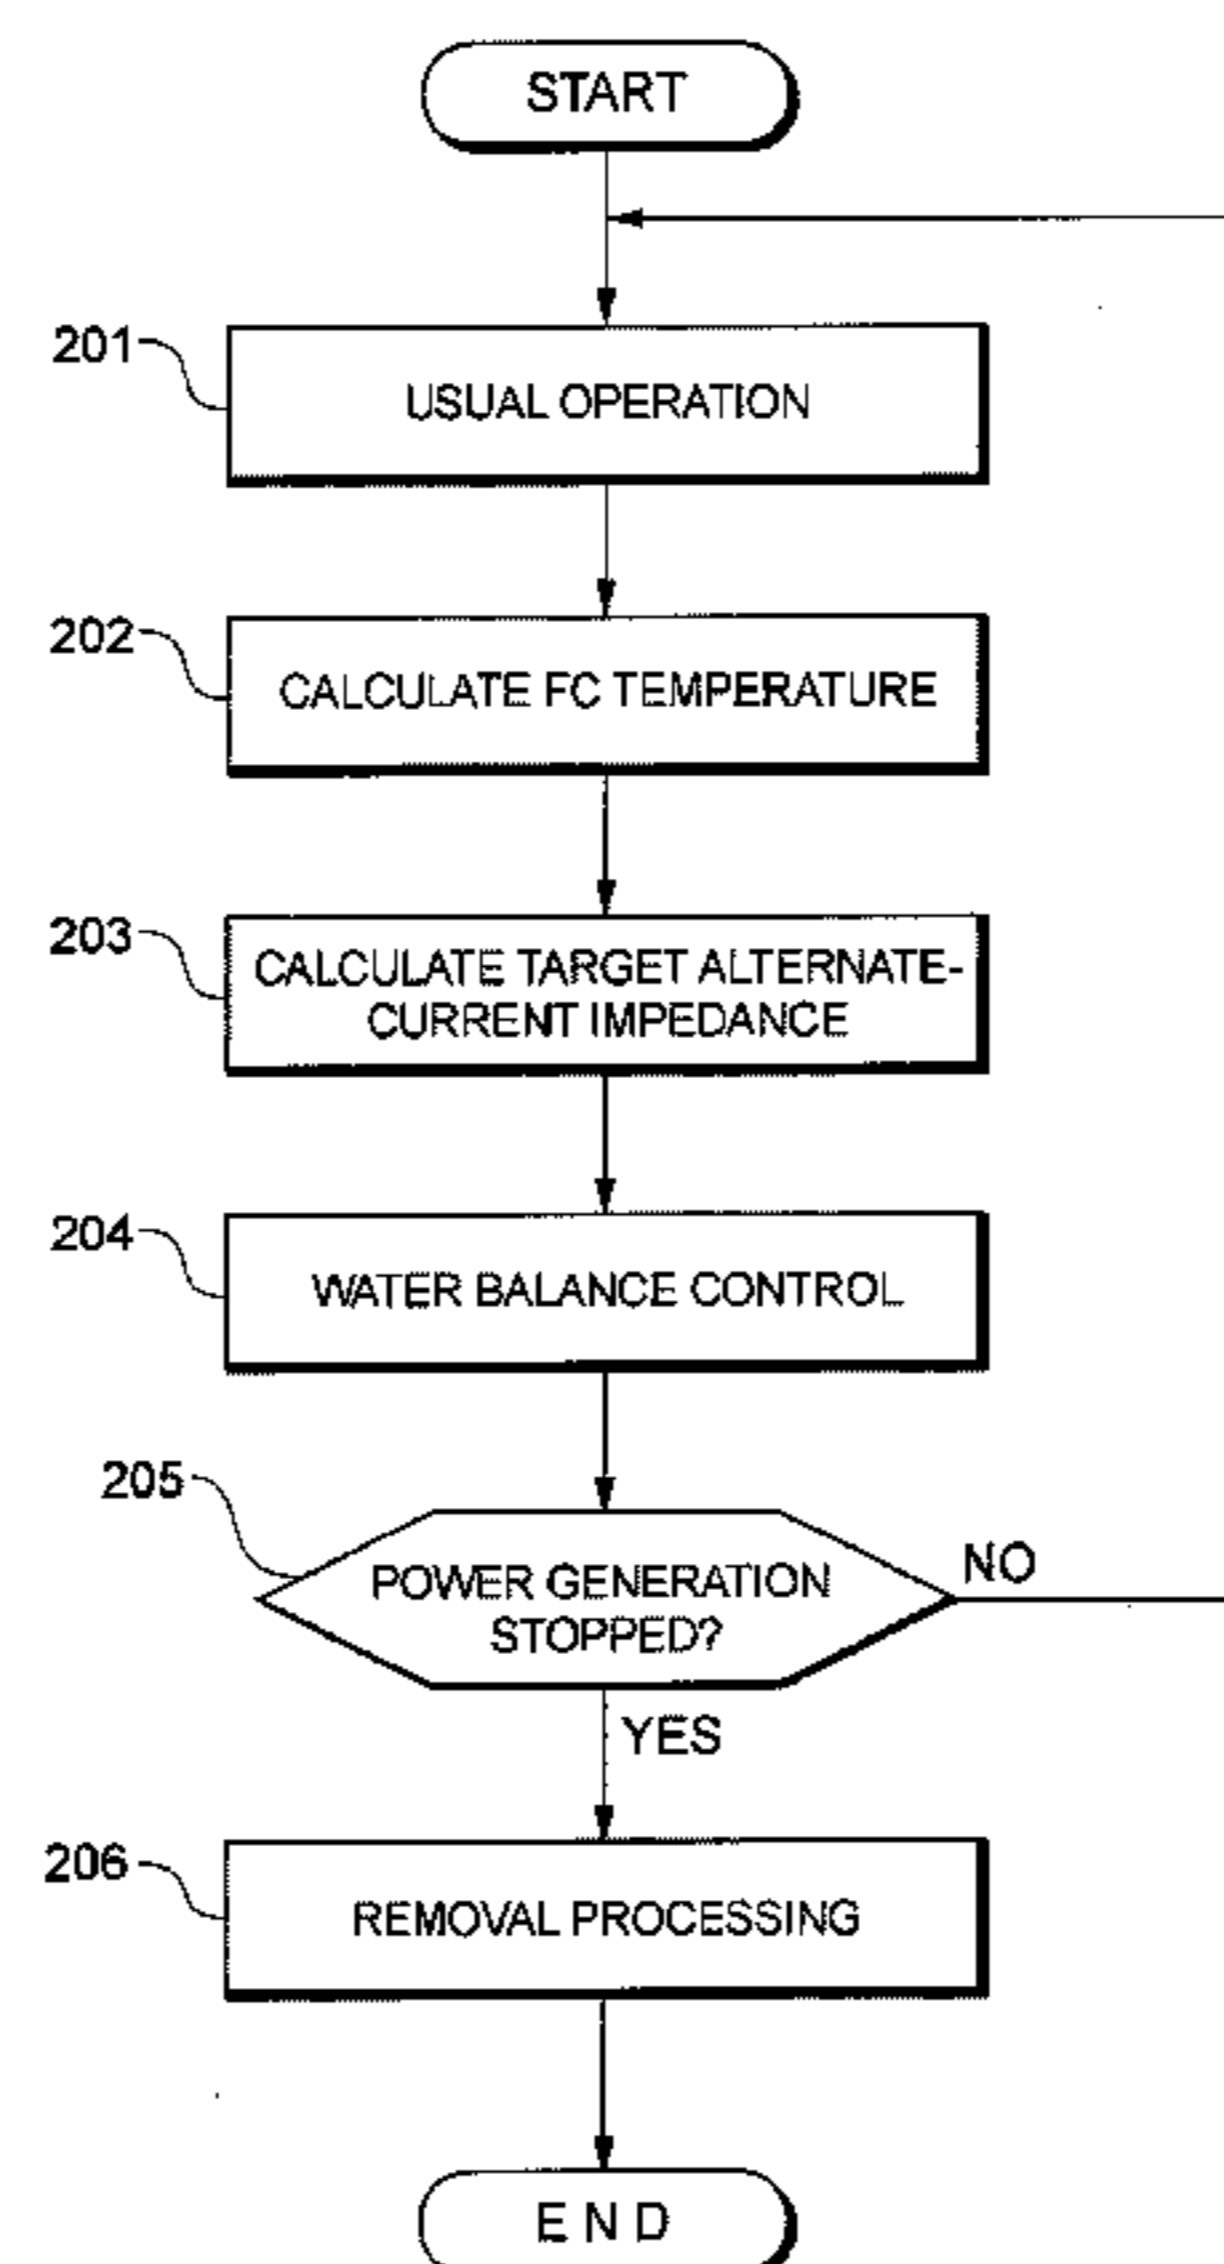 START
201
USUAL OPERATION
202
CALCULATE FC TEMPERATURE
203
CALCULATE TARGET ALTERNATE-
CURRENT IMPEDANCE
204
WATER BALANCE CONTROL
205
POWER GENERATION
STOPPED?
NO
YES
206
REMOVAL PROCESSING
END